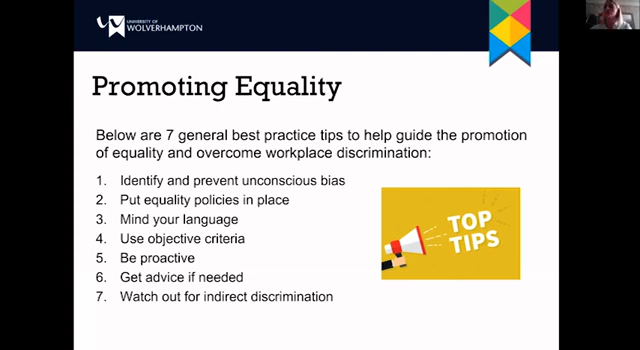 UNIVERSITY OF
WOLVERHAMPTON
Promoting Equality
Below are 7 general best practice tips to help guide the promotion
of equality and overcome workplace discrimination:
1. Identify and prevent unconscious bias
2. Put equality policies in place
3. Mind your language
4. Use objective criteria
5. Be proactive
6. Get advice if needed
7. Watch out for indirect discrimination
TOP
TIPS